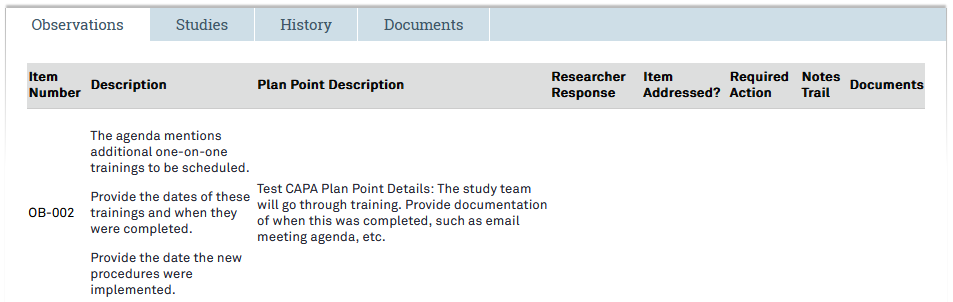 Observations Studies History Documents
Item Number Description Plan Point Description Researcher Response Item Addressed? Required Action Notes Trail Documents
OB-002
The agenda mentions
additional one-on-one
trainings to be scheduled.
Provide the dates of these
trainings and when they
were completed.
Provide the date the new
procedures were
implemented.
Test CAPA Plan Point Details: The study team
will go through training. Provide documentation
of when this was completed, such as email
meeting agenda, etc.